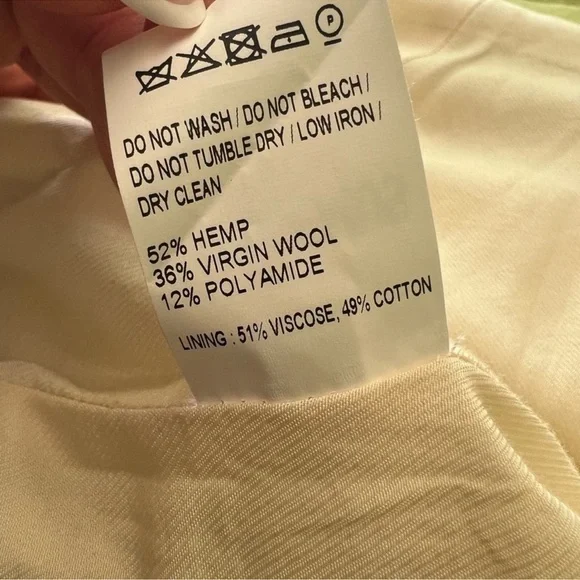 P
DO NOT WASH / DO NOT BLEACH /
DO NOT TUMBLE DRY / LOW IRON /
DRY CLEAN
52% HEMP
36% VIRGIN WOOL
12% POLYAMIDE
LINING : 51% VISCOSE, 49% COTTON